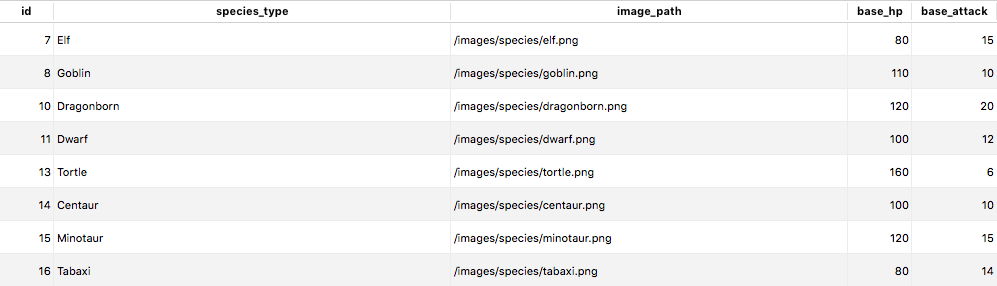 id species_type image_path base_hp base_attack
7 Elf /images/species/elf.png 80 15
8 Goblin /images/species/goblin.png 110 10
10 Dragonborn /images/species/dragonborn.png 120 20
11 Dwarf /images/species/dwarf.png 100 12
13 Tortle /images/species/tortle.png 160 6
14 Centaur /images/species/centaur.png 100 10
15 Minotaur /images/species/minotaur.png 120 15
16 Tabaxi /images/species/tabaxi.png 80 14